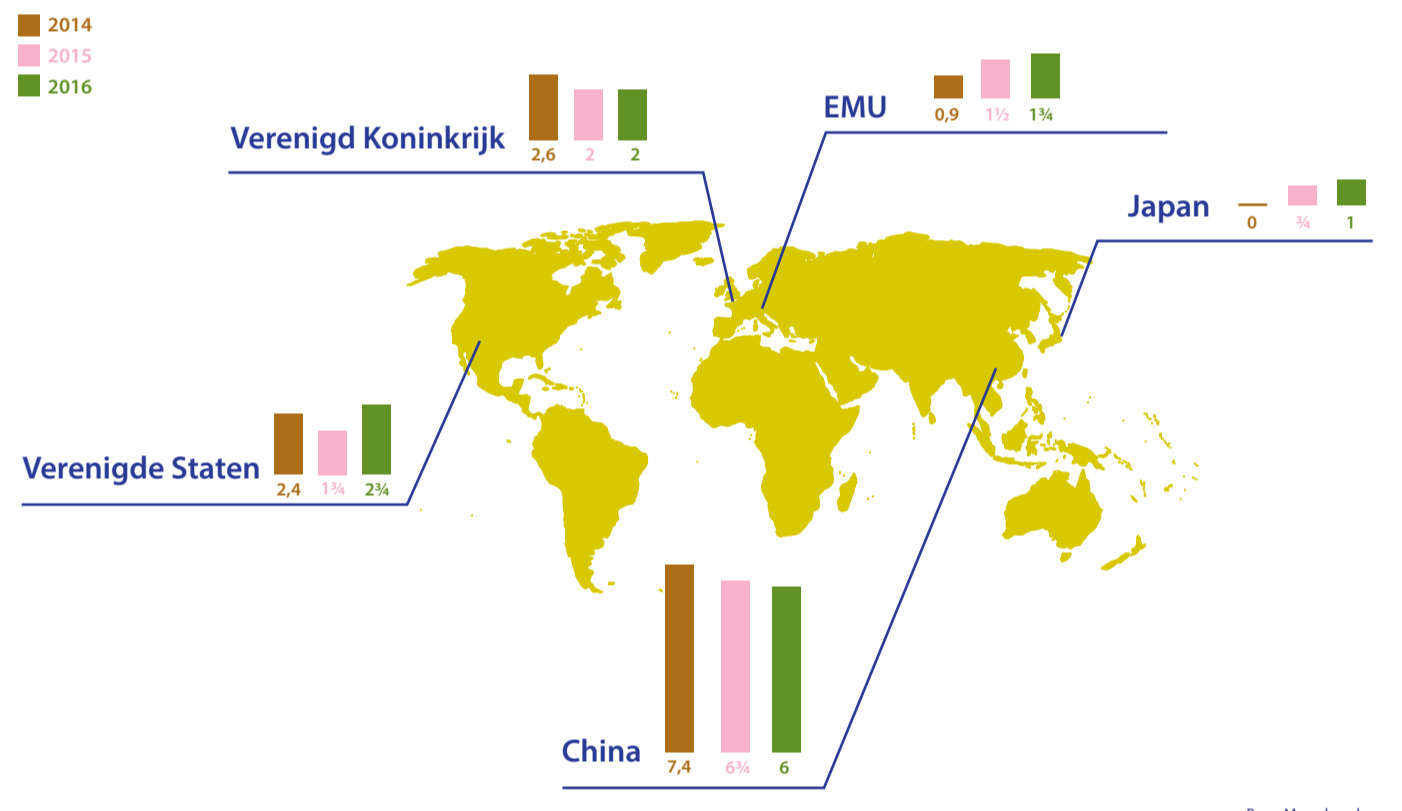 2014
2015
2016
Verenigd Koninkrijk
2,6 2 2
EMU
0,9 1½ 1¾
Japan
0 ¾ 1
Verenigde Staten
2,4 1¾ 2¾
China
7,4 6¾ 6